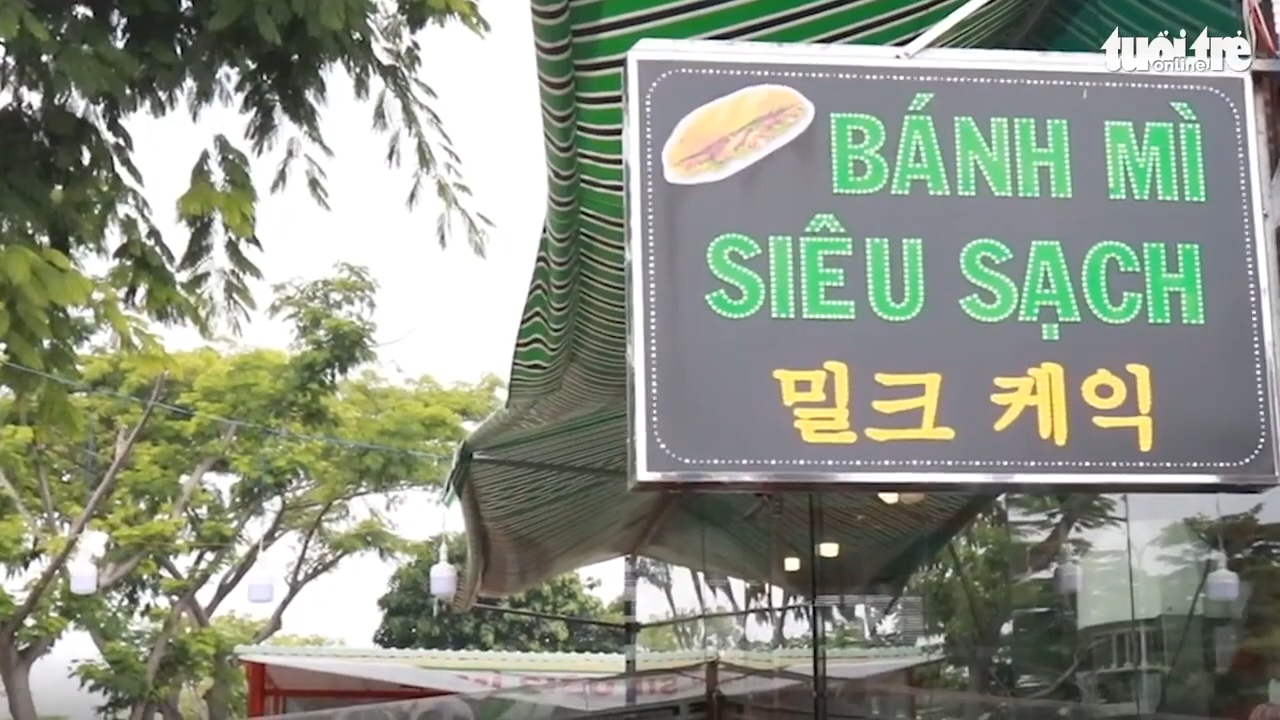 tuổi trẻ
online
BÁNH MÌ
SIÊU SẠCH
밀크 케익